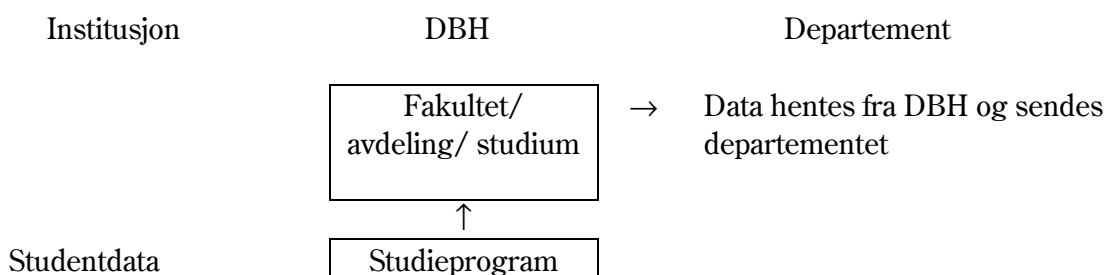 Institusjon DBH Departement
Fakultet/ → Data hentes fra DBH og sendes
avdeling/ studium departementet
↑
Studentdata Studieprogram